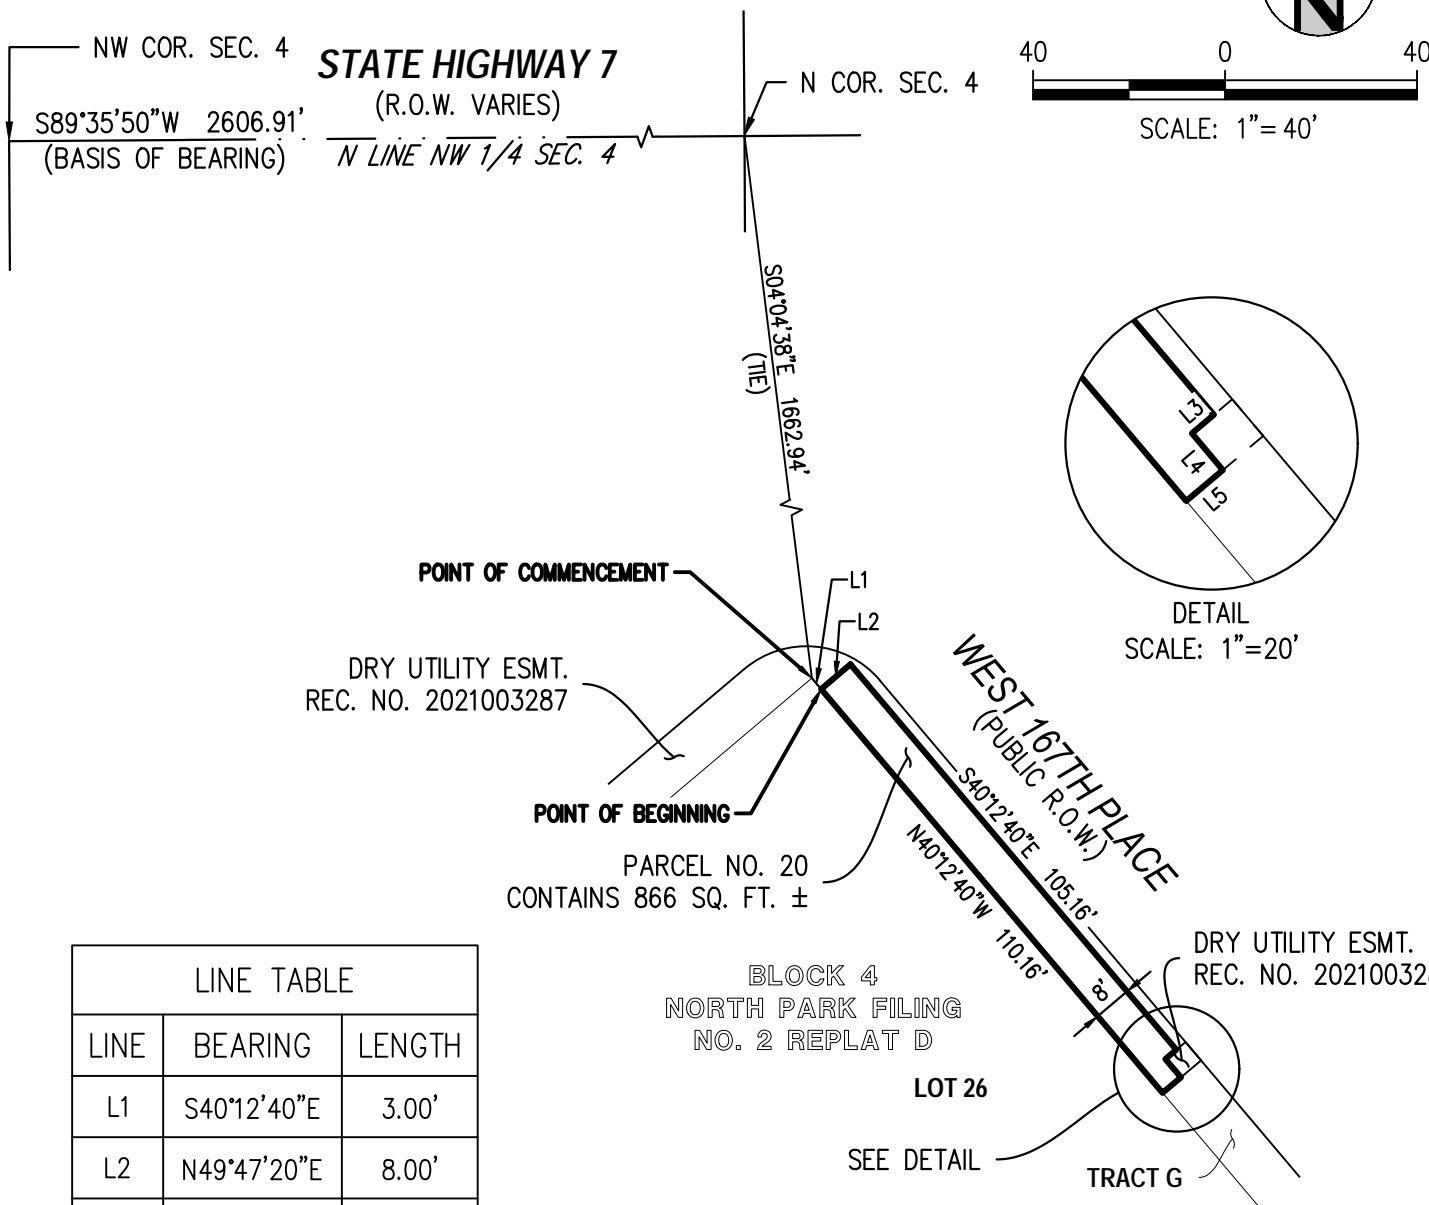 NW COR. SEC. 4
STATE HIGHWAY 7
(R.O.W. VARIES)
N COR. SEC. 4
N
40 0 40
SCALE: 1"=40'
S89°35'50"W 2606.91'
(BASIS OF BEARING)
N LINE NW 1/4 SEC. 4
S04°04'38"E 1662.94'
(TIE)
L3
L4
L5
DETAIL
SCALE: 1"=20'
POINT OF COMMENCEMENT
L1
L2
DRY UTILITY ESMT.
REC. NO. 2021003287
WEST 167TH PLACE
(PUBLIC R.O.W.)
POINT OF BEGINNING
S40°12'40"E 105.16'
N40°12'40"W 110.16'
PARCEL NO. 20
CONTAINS 866 SQ. FT. ±
8'
DRY UTILITY ESMT.
REC. NO.
BLOCK 4
NORTH PARK FILING
NO. 2 REPLAT D
LOT 26
SEE DETAIL
TRACT G
LINE TABLE
LINE BEARING LENGTH
L1 S40°12'40"E 3.00'
L2 N49°47'20"E 8.00'